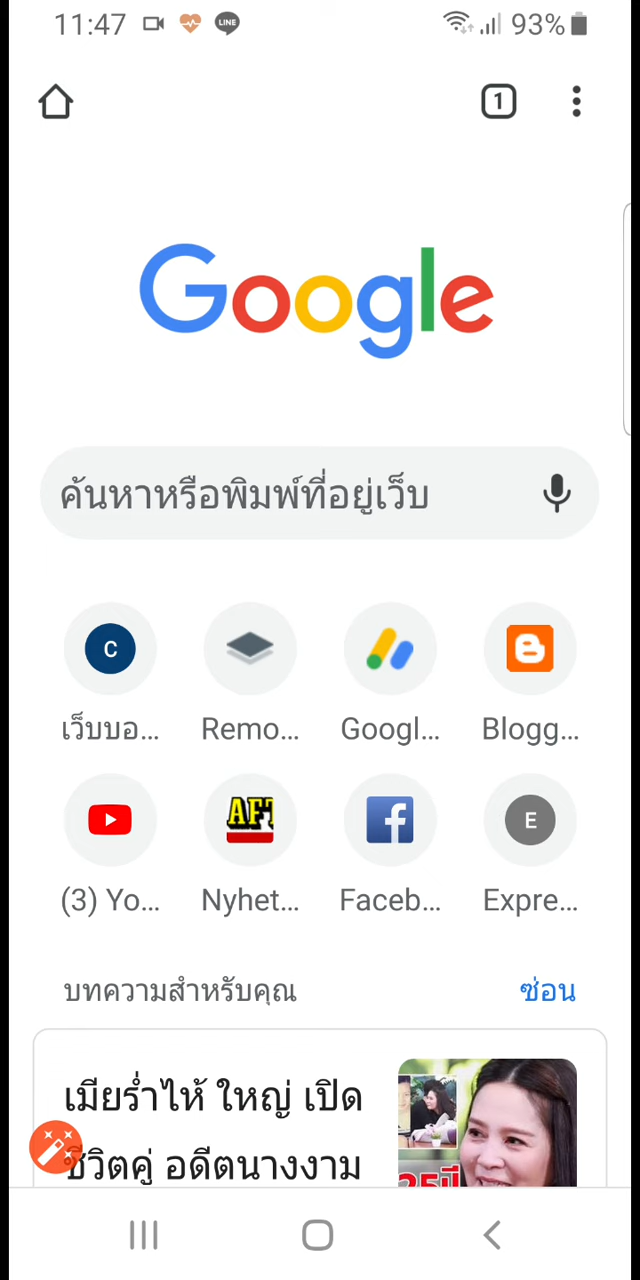 11:47 LINE 93%
1
Google
ค้นหาหรือพิมพ์ที่อยู่เว็บ
C
เว็บบอ... Remo... Googl... Blogg...
AFT E
(3) Yo... Nyhet... Faceb... Expre...
บทความสำหรับคุณ ซ่อน
เมียร่ำไห้ ใหญ่ เปิด
ชีวิตคู่ อดีตนางงาม
25ปี